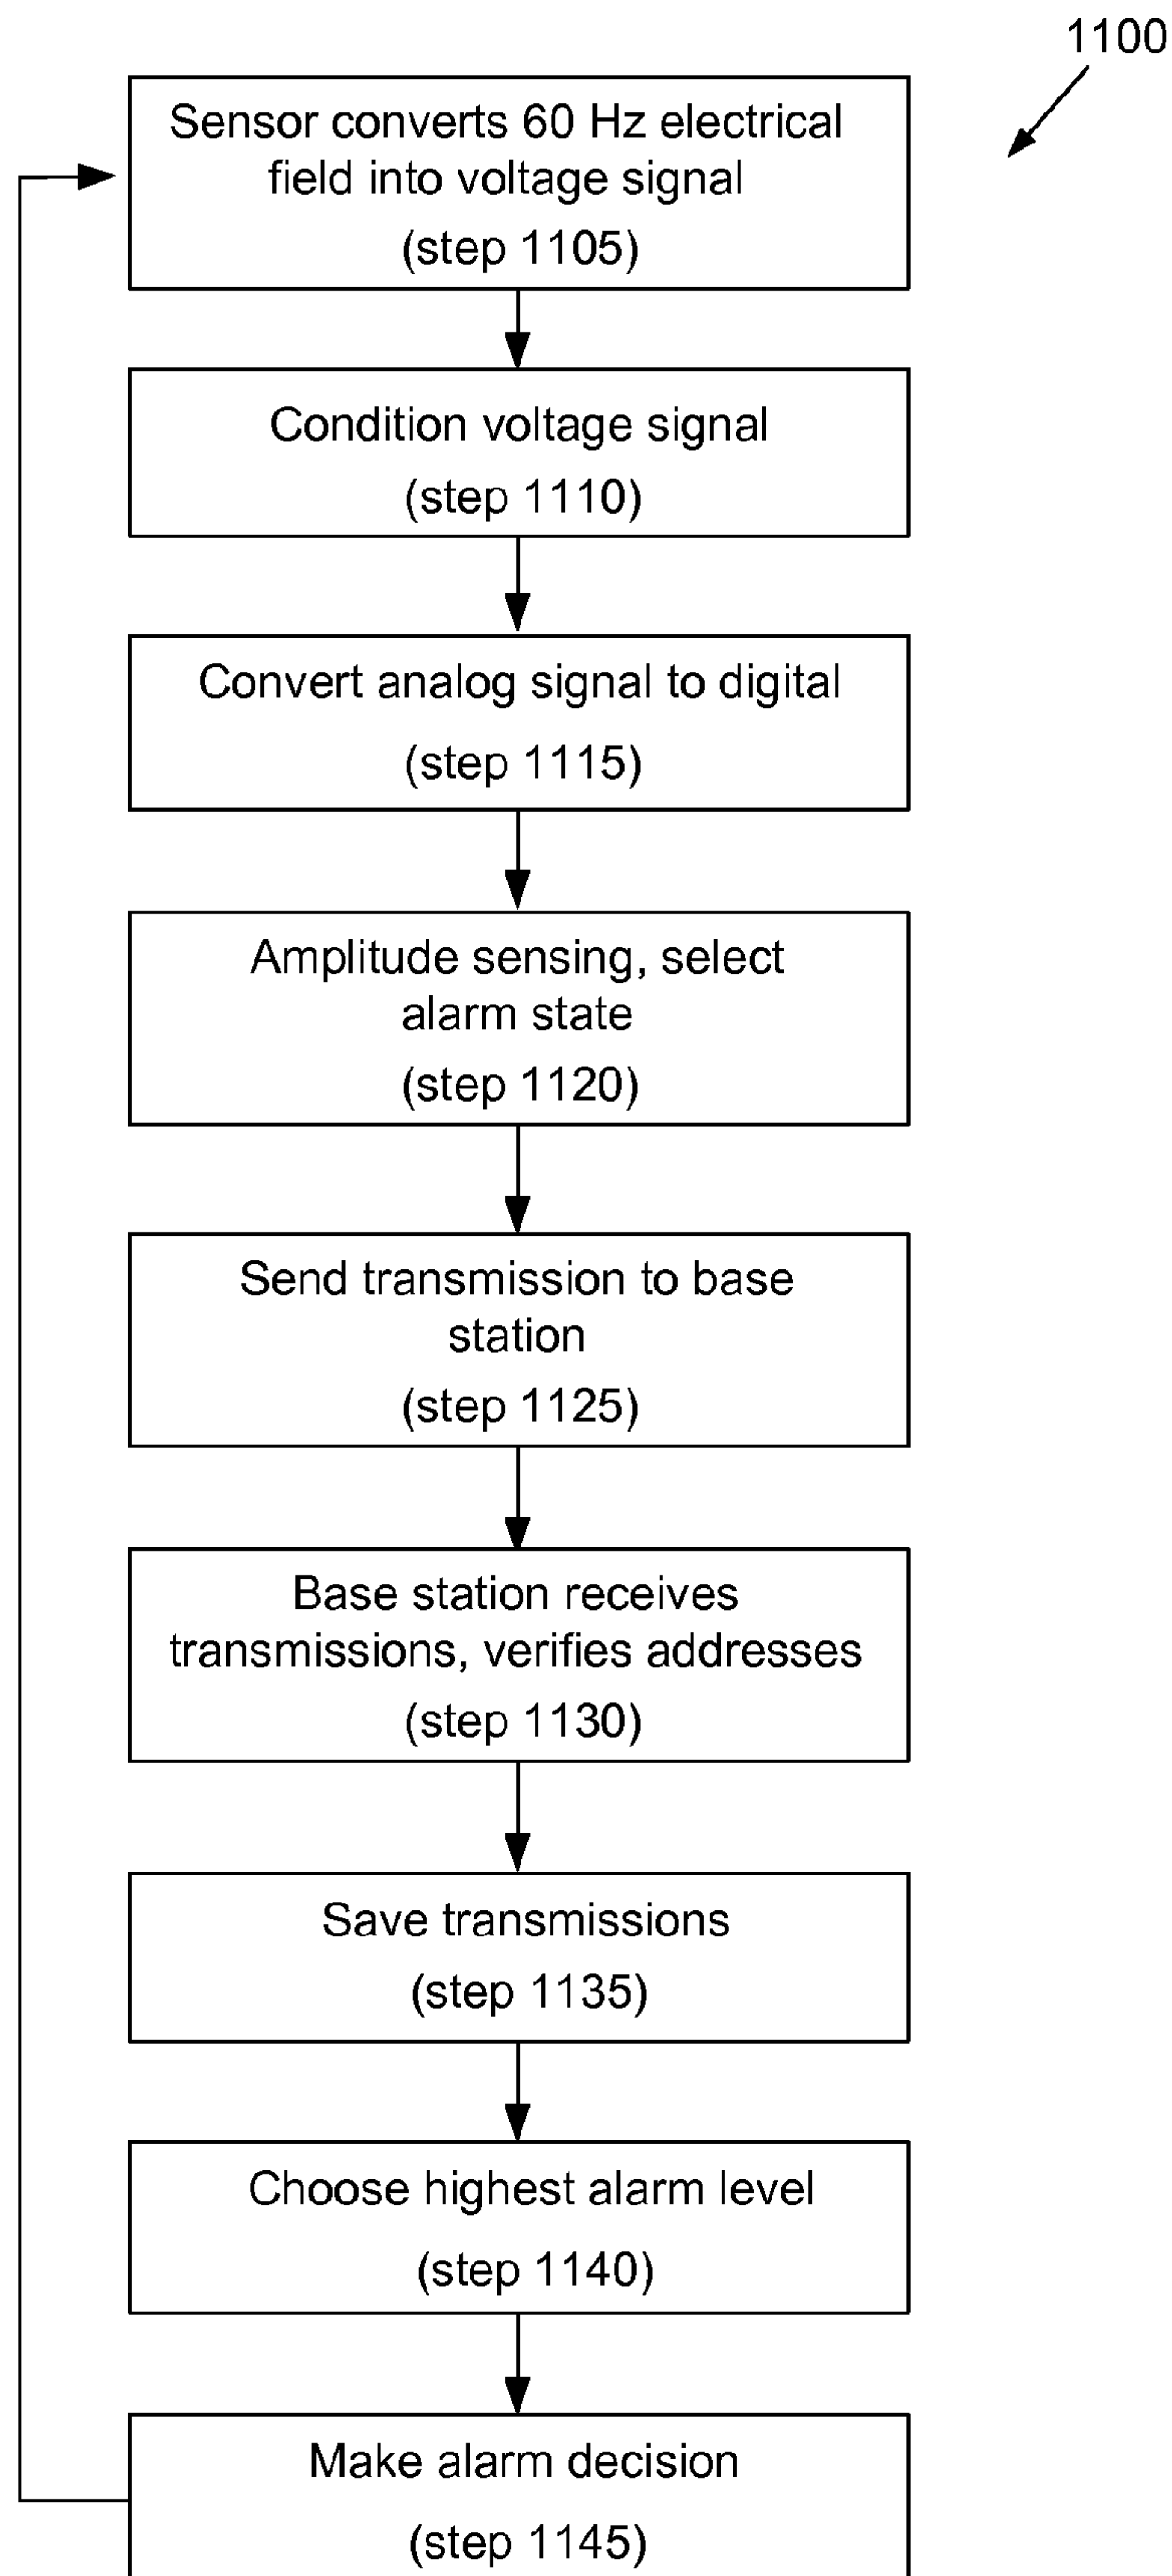 1100
Sensor converts 60 Hz electrical
field into voltage signal
(step 1105)
Condition voltage signal
(step 1110)
Convert analog signal to digital
(step 1115)
Amplitude sensing, select
alarm state
(step 1120)
Send transmission to base
station
(step 1125)
Base station receives
transmissions, verifies addresses
(step 1130)
Save transmissions
(step 1135)
Choose highest alarm level
(step 1140)
Make alarm decision
(step 1145)